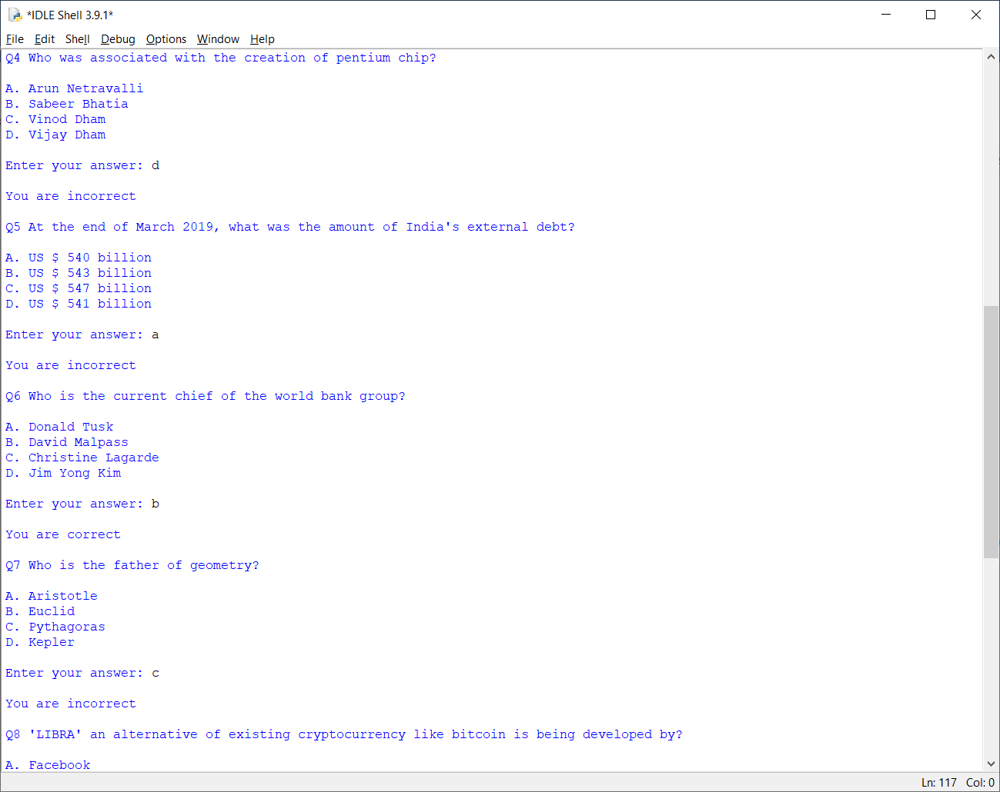 *IDLE Shell 3.9.1*
File Edit Shell Debug Options Window Help
Q4 Who was associated with the creation of pentium chip?
A. Arun Netravalli
B. Sabeer Bhatia
C. Vinod Dham
D. Vijay Dham
Enter your answer: d
You are incorrect
Q5 At the end of March 2019, what was the amount of India's external debt?
A. US $ 540 billion
B. US $ 543 billion
C. US $ 547 billion
D. US $ 541 billion
Enter your answer: a
You are incorrect
Q6 Who is the current chief of the world bank group?
A. Donald Tusk
B. David Malpass
C. Christine Lagarde
D. Jim Yong Kim
Enter your answer: b
You are correct
Q7 Who is the father of geometry?
A. Aristotle
B. Euclid
C. Pythagoras
D. Kepler
Enter your answer: c
You are incorrect
Q8 'LIBRA' an alternative of existing cryptocurrency like bitcoin is being developed by?
A. Facebook
Ln: 117 Col: 0